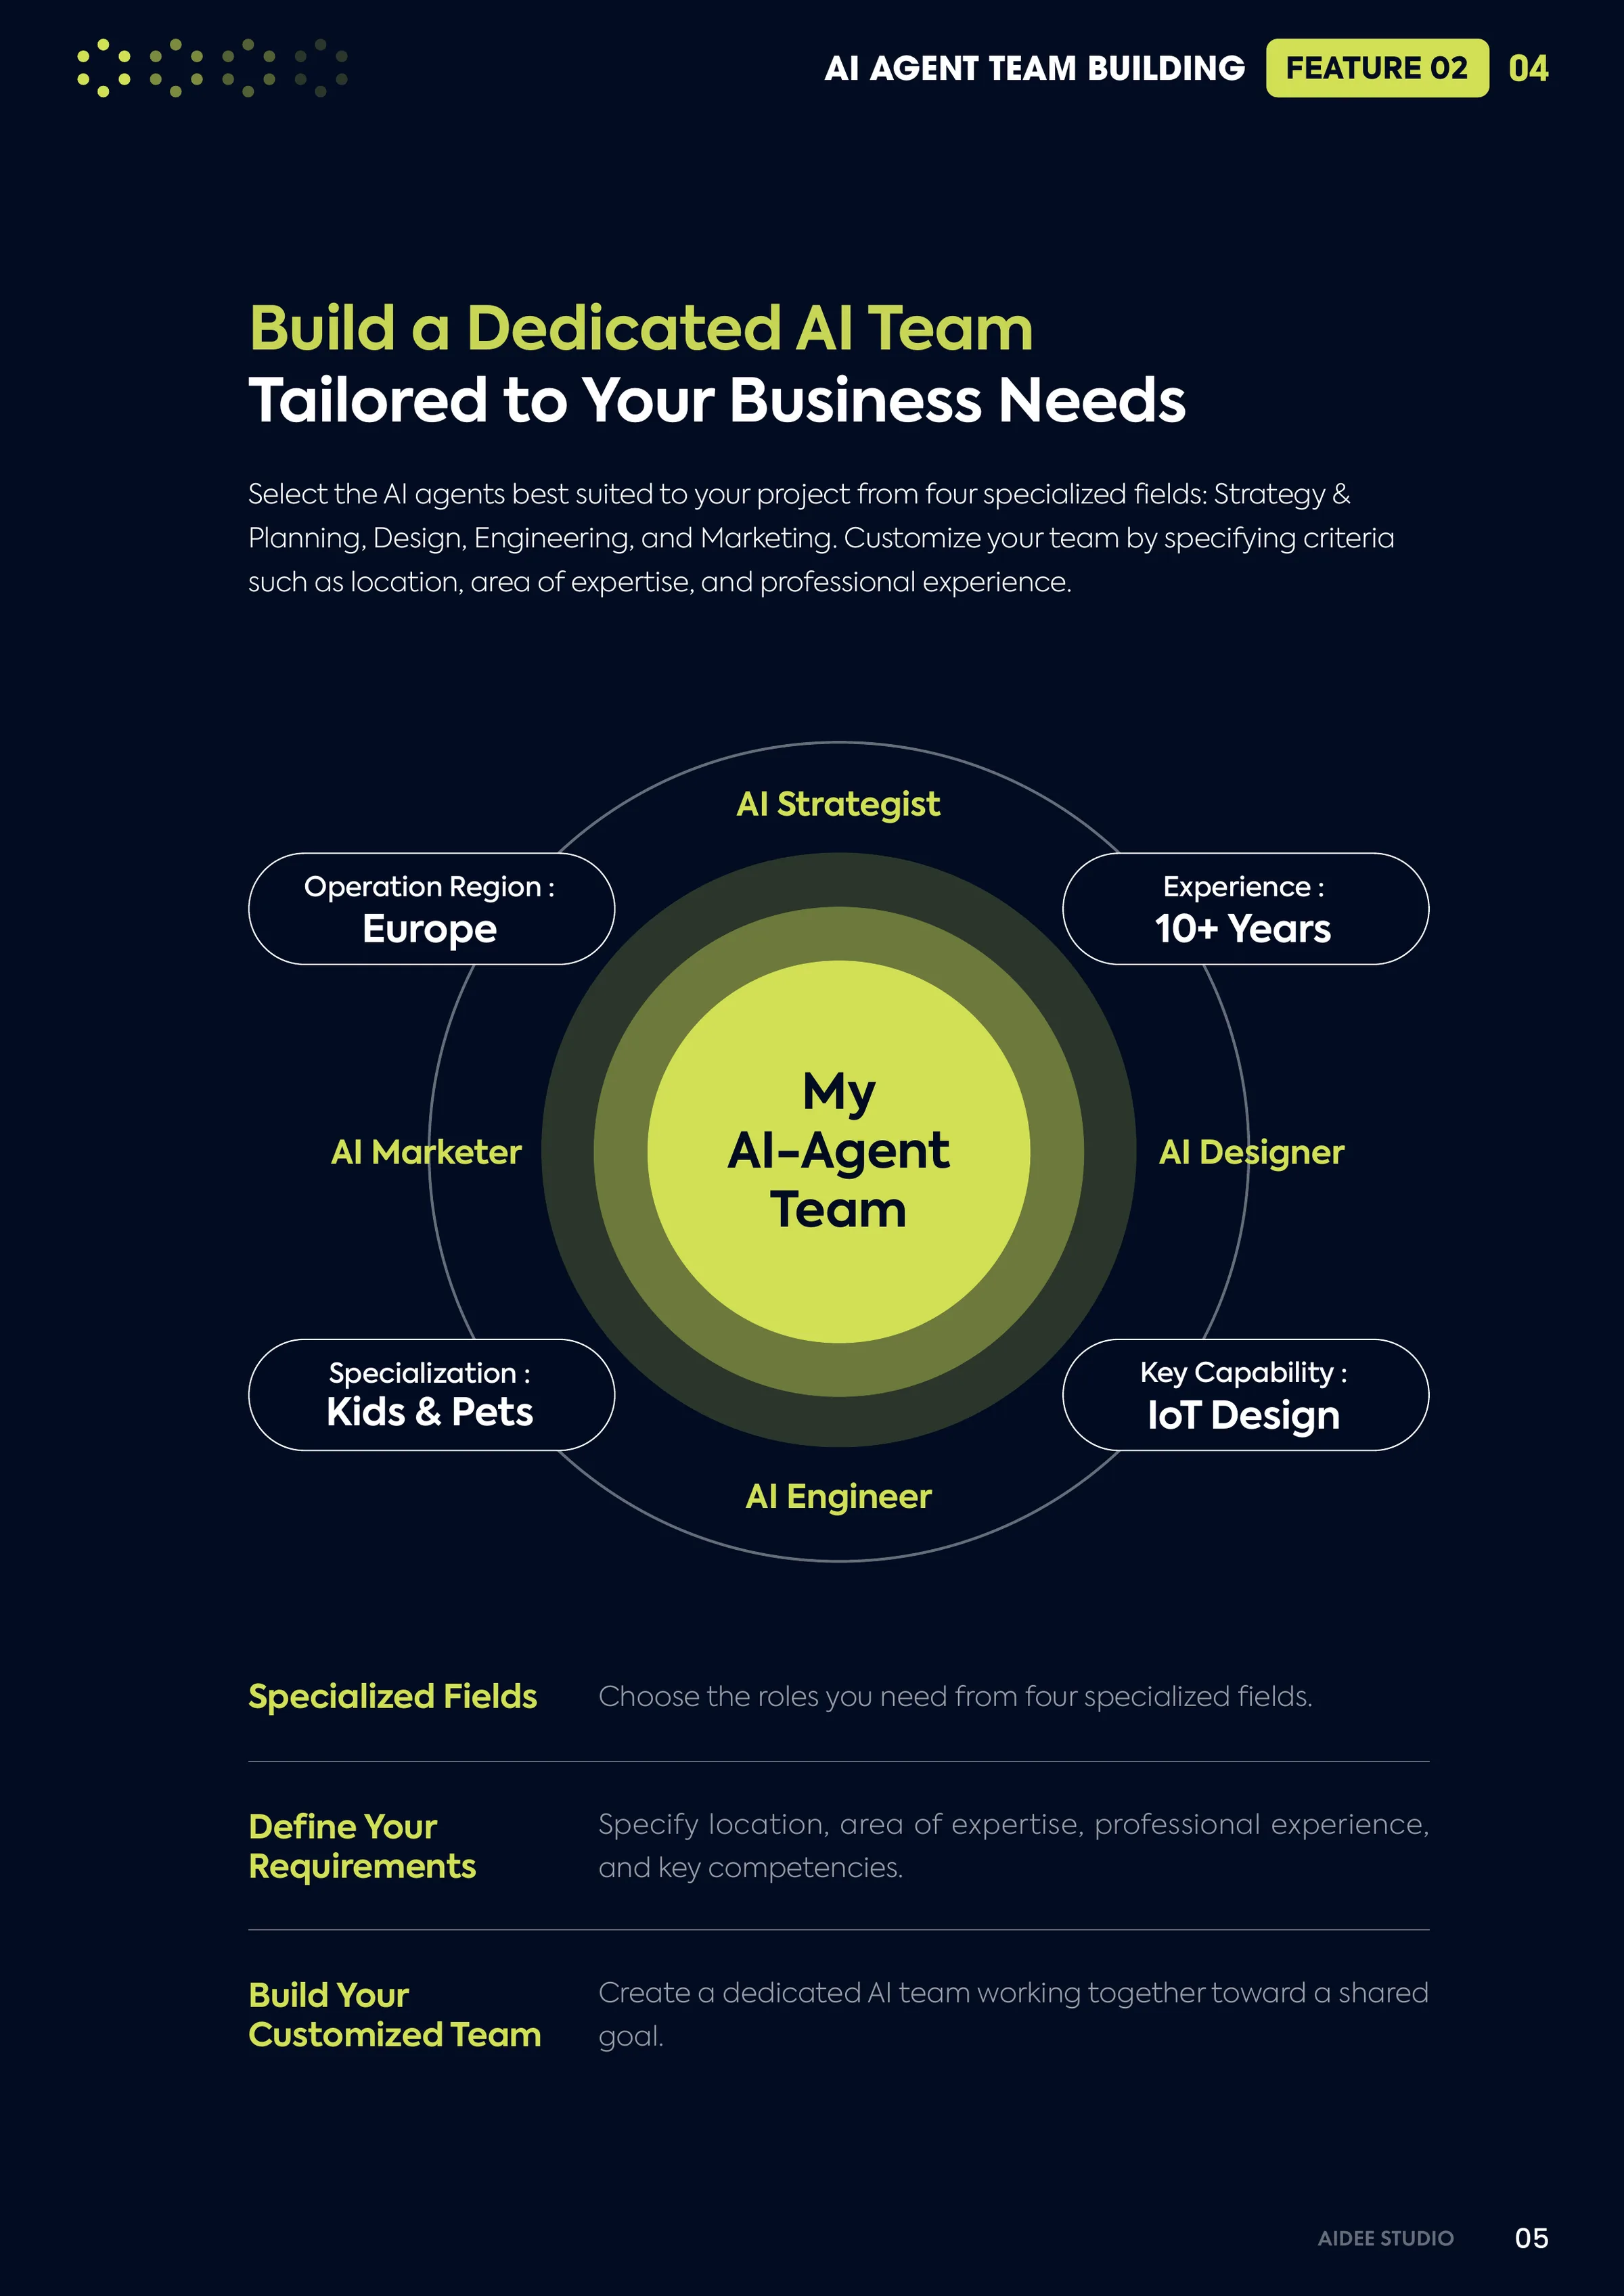 AI AGENT TEAM BUILDING FEATURE 02 04
Build a Dedicated AI Team
Tailored to Your Business Needs
Select the AI agents best suited to your project from four specialized fields: Strategy &
Planning, Design, Engineering, and Marketing. Customize your team by specifying criteria
such as location, area of expertise, and professional experience.
AI Strategist
Operation Region :
Europe
Experience :
10+ Years
My
AI-Agent
Team
AI Marketer
AI Designer
Specialization :
Kids & Pets
Key Capability :
IoT Design
AI Engineer
Specialized Fields
Choose the roles you need from four specialized fields.
Define Your
Requirements
Specify location, area of expertise, professional experience,
and key competencies.
Build Your
Customized Team
Create a dedicated AI team working together toward a shared
goal.
AIDEE STUDIO 05